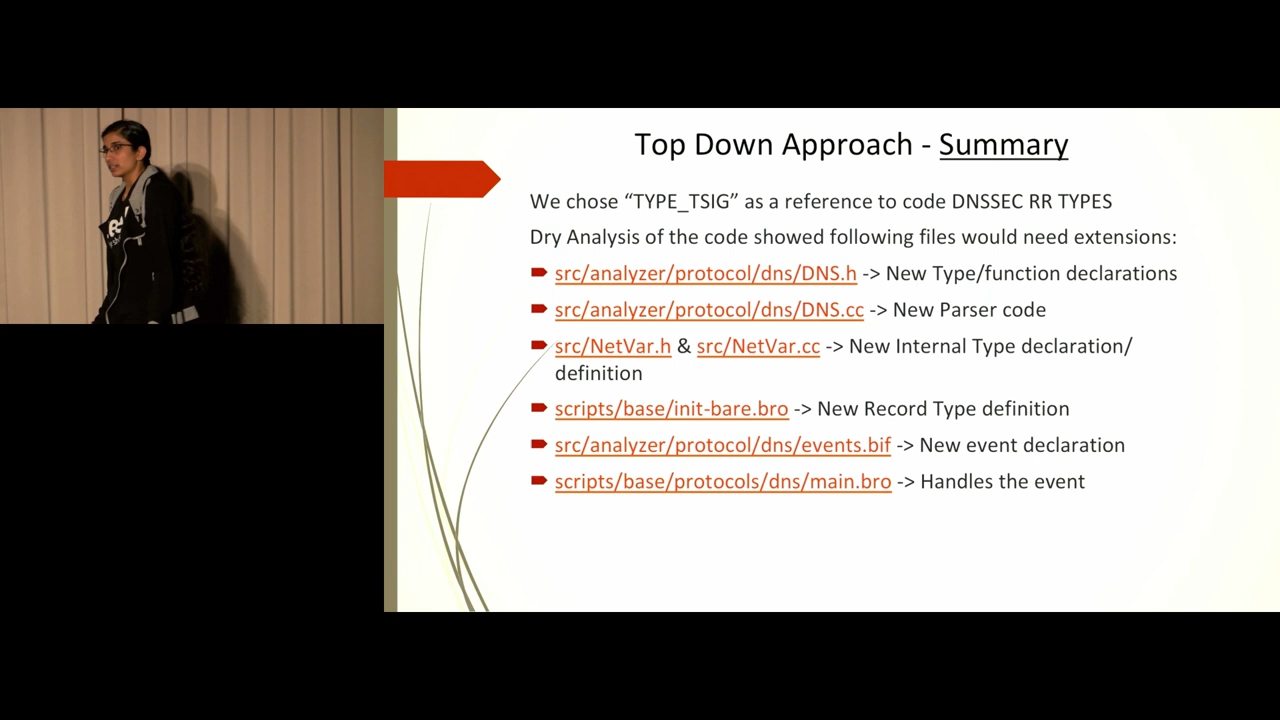 Top Down Approach - Summary
We chose “TYPE_TSIG” as a reference to code DNSSEC RR TYPES
Dry Analysis of the code showed following files would need extensions:
src/analyzer/protocol/dns/DNS.h -> New Type/function declarations
src/analyzer/protocol/dns/DNS.cc -> New Parser code
src/NetVar.h & src/NetVar.cc -> New Internal Type declaration/
definition
scripts/base/init-bare.bro -> New Record Type definition
src/analyzer/protocol/dns/events.bif -> New event declaration
scripts/base/protocols/dns/main.bro -> Handles the event